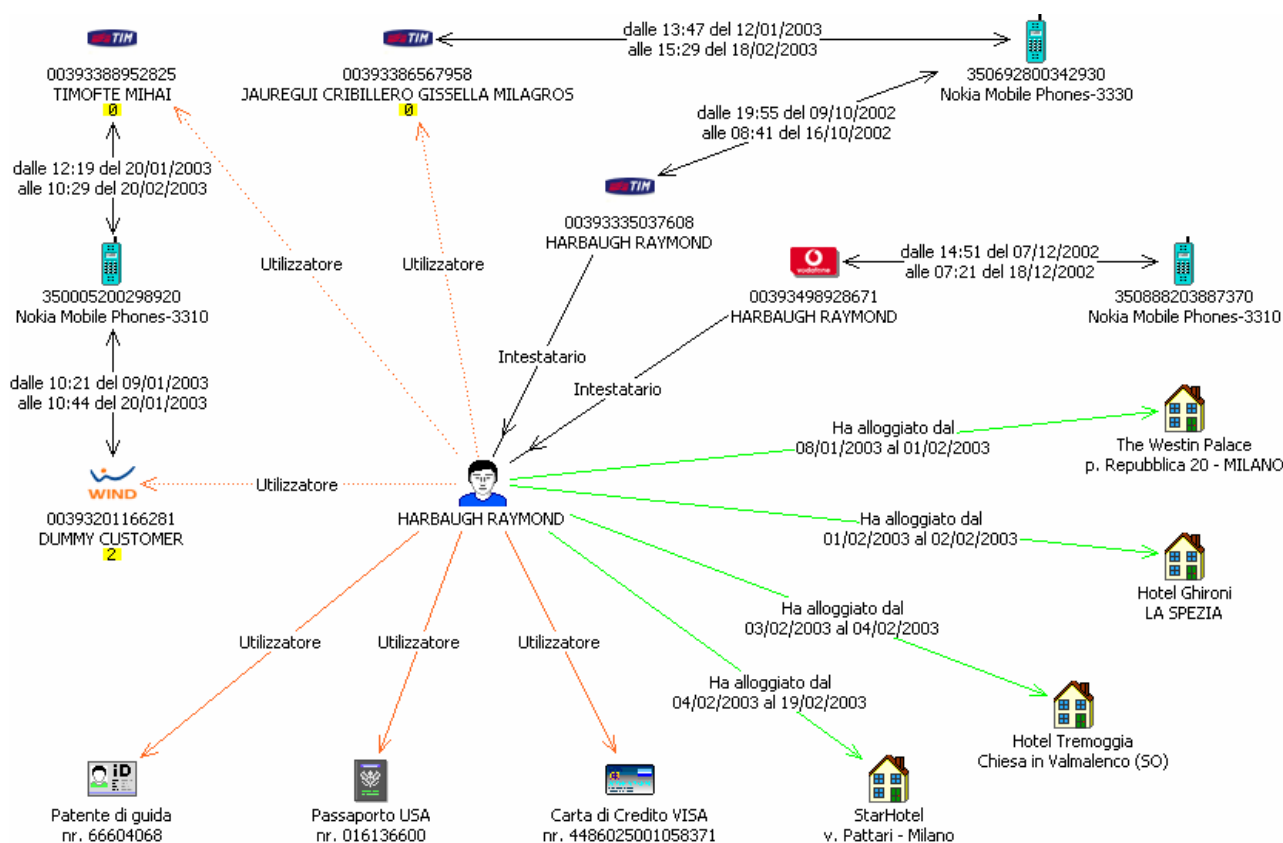 TIM
00393388952825
TIMOFTE MIHAI
0
TIM
00393386567958
JAUREGUI CRIBILLERO GISSELLA MILAGROS
0
dalle 13:47 del 12/01/2003
alle 15:29 del 18/02/2003
350692800342930
Nokia Mobile Phones-3330
dalle 19:55 del 09/10/2002
alle 08:41 del 16/10/2002
dalle 12:19 del 20/01/2003
alle 10:29 del 20/02/2003
TIM
00393335037608
HARBAUGH RAYMOND
Utilizzatore
Utilizzatore
vodafone
00393498928671
HARBAUGH RAYMOND
dalle 14:51 del 07/12/2002
alle 07:21 del 18/12/2002
350888203887370
Nokia Mobile Phones-3310
350005200298920
Nokia Mobile Phones-3310
Intestatario
Intestatario
dalle 10:21 del 09/01/2003
alle 10:44 del 20/01/2003
Ha alloggiato dal
08/01/2003 al 01/02/2003
The Westin Palace
p. Repubblica 20 - MILANO
WIND
00393201166281
DUMMY CUSTOMER
2
Utilizzatore
HARBAUGH RAYMOND
Ha alloggiato dal
01/02/2003 al 02/02/2003
Hotel Ghironi
LA SPEZIA
Ha alloggiato dal
03/02/2003 al 04/02/2003
Hotel Tremoggia
Chiesa in Valmalenco (SO)
Utilizzatore
Utilizzatore
Utilizzatore
Ha alloggiato dal
04/02/2003 al 19/02/2003
StarHotel
v. Pattari - Milano
iD
Patente di guida
nr. 66604068
Passaporto USA
nr. 016136600
Carta di Credito VISA
nr. 4486025001058371